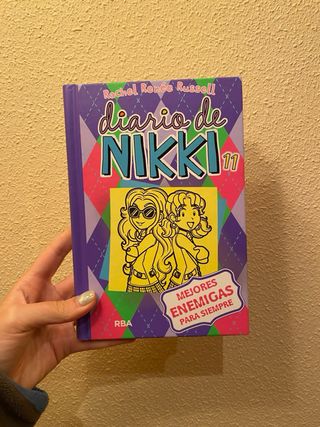 Rachel Renée Russell
diario de
NIKKI 11
MEJORES
ENEMIGAS
PARA SIEMPRE
RBA